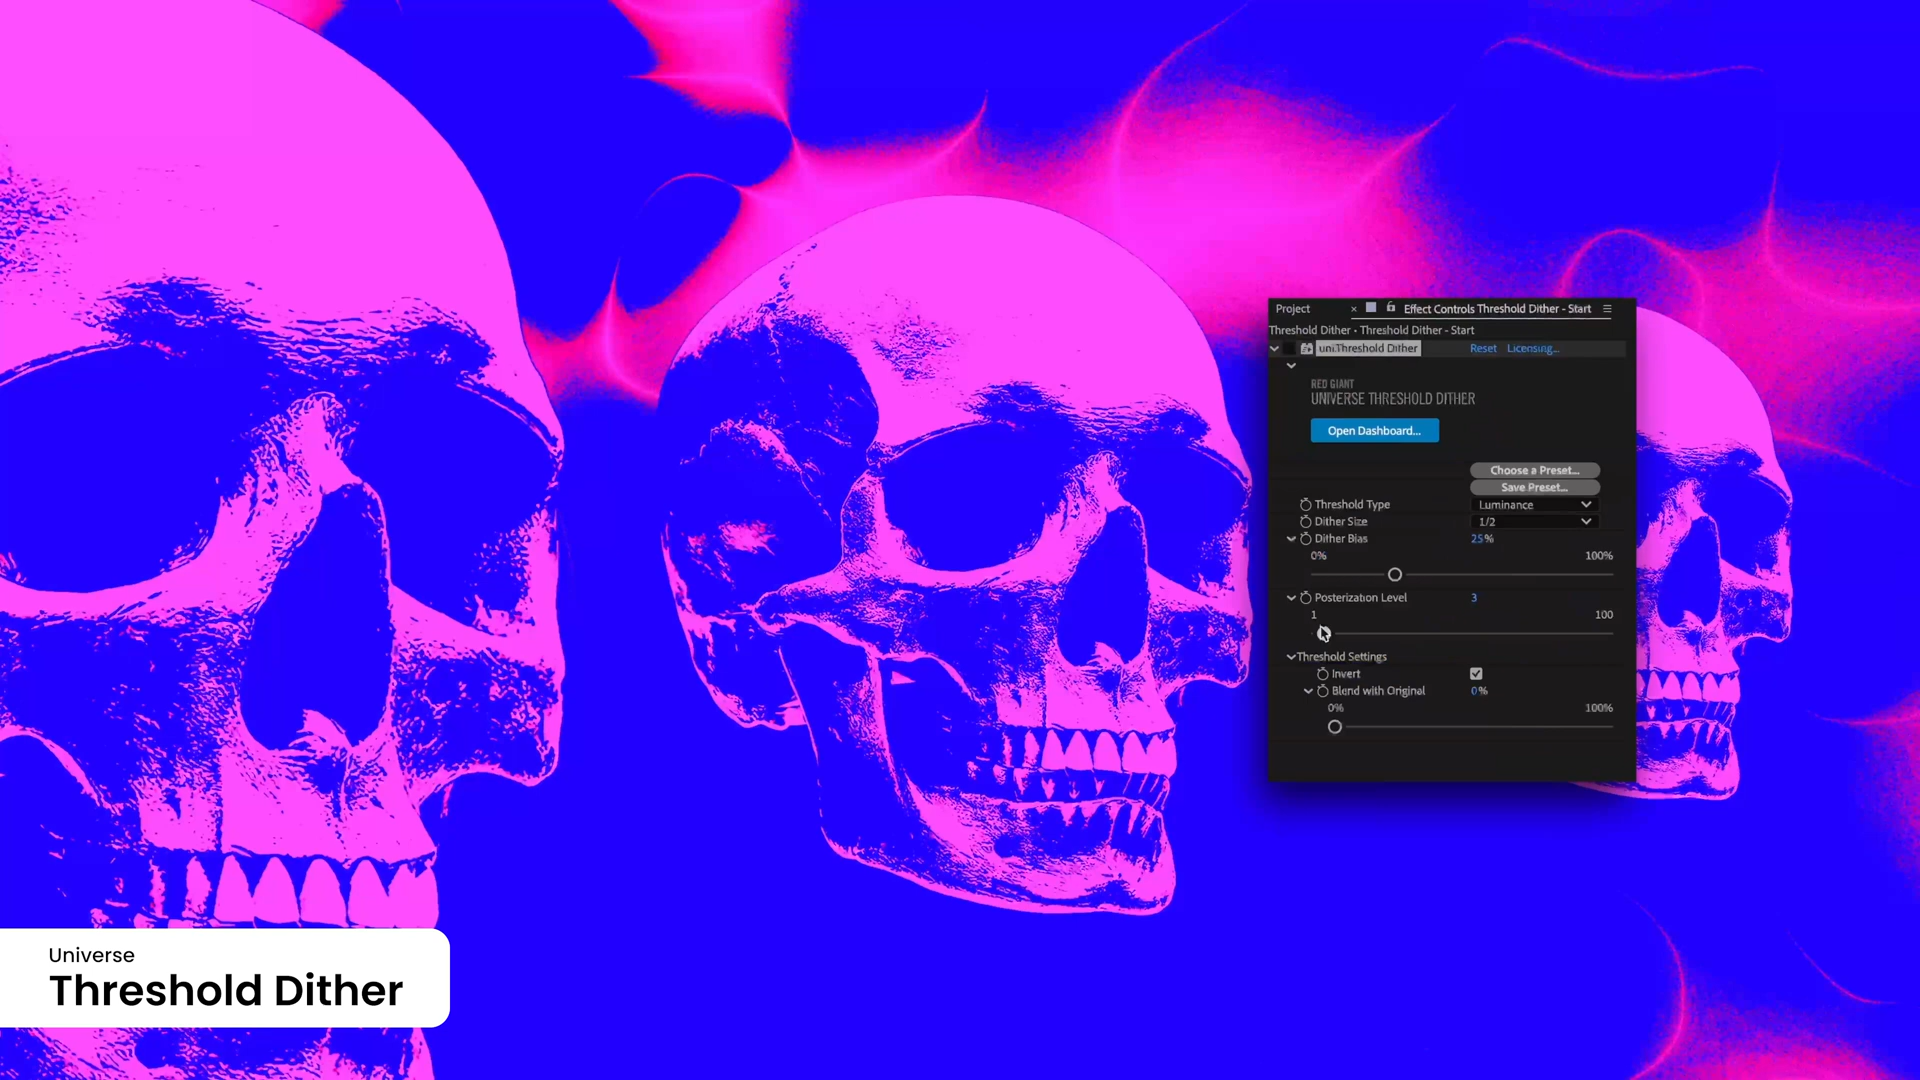 Project × Effect Controls Threshold Dither - Start
Threshold Dither • Threshold Dither - Start
uni.Threshold Dither Reset Licensing...
RED GIANT
UNIVERSE THRESHOLD DITHER
Open Dashboard...
Choose a Preset...
Save Preset...
Threshold Type Luminance
Dither Size 1/2
Dither Bias 25%
0% 100%
Posterization Level 3
1 100
Threshold Settings
Invert
Blend with Original 0%
0% 100%
Universe
Threshold Dither